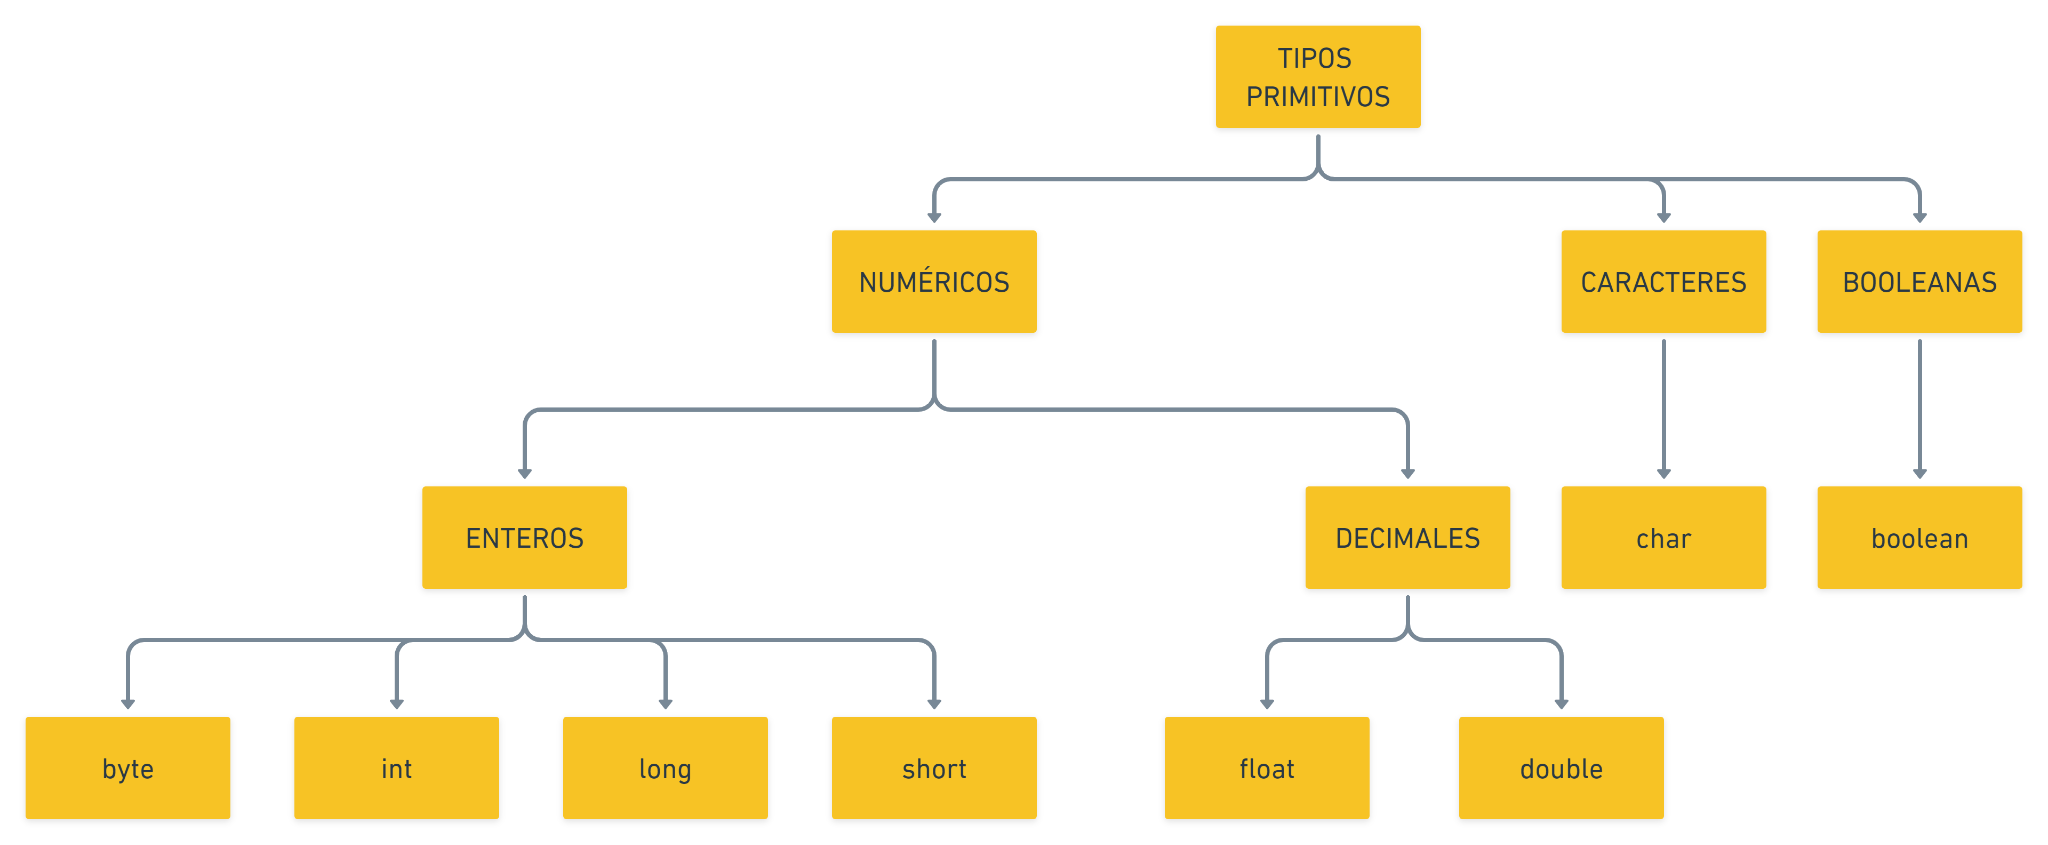 TIPOS
PRIMITIVOS
NUMÉRICOS
CARACTERES
BOOLEANAS
ENTEROS
DECIMALES
char
boolean
byte
int
long
short
float
double